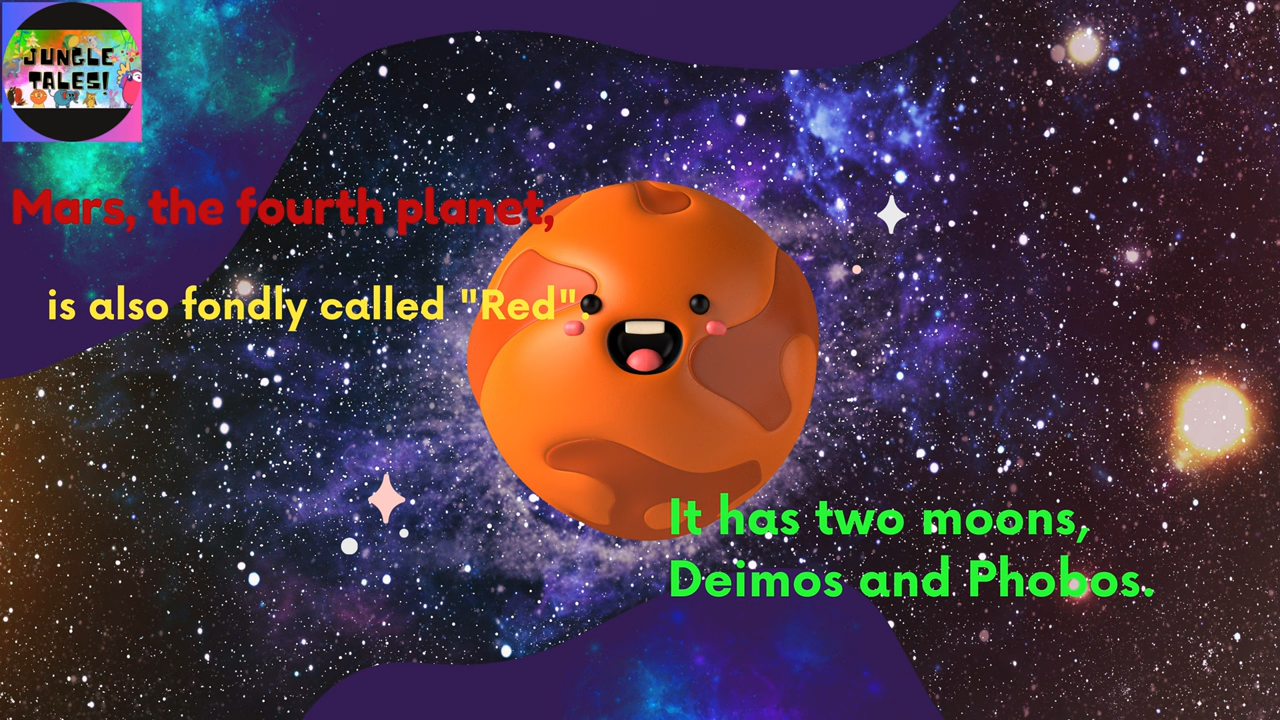 JUNGLE
TALES!
Mars, the fourth planet,
is also fondly called "Red".
It has two moons,
Deimos and Phobos.